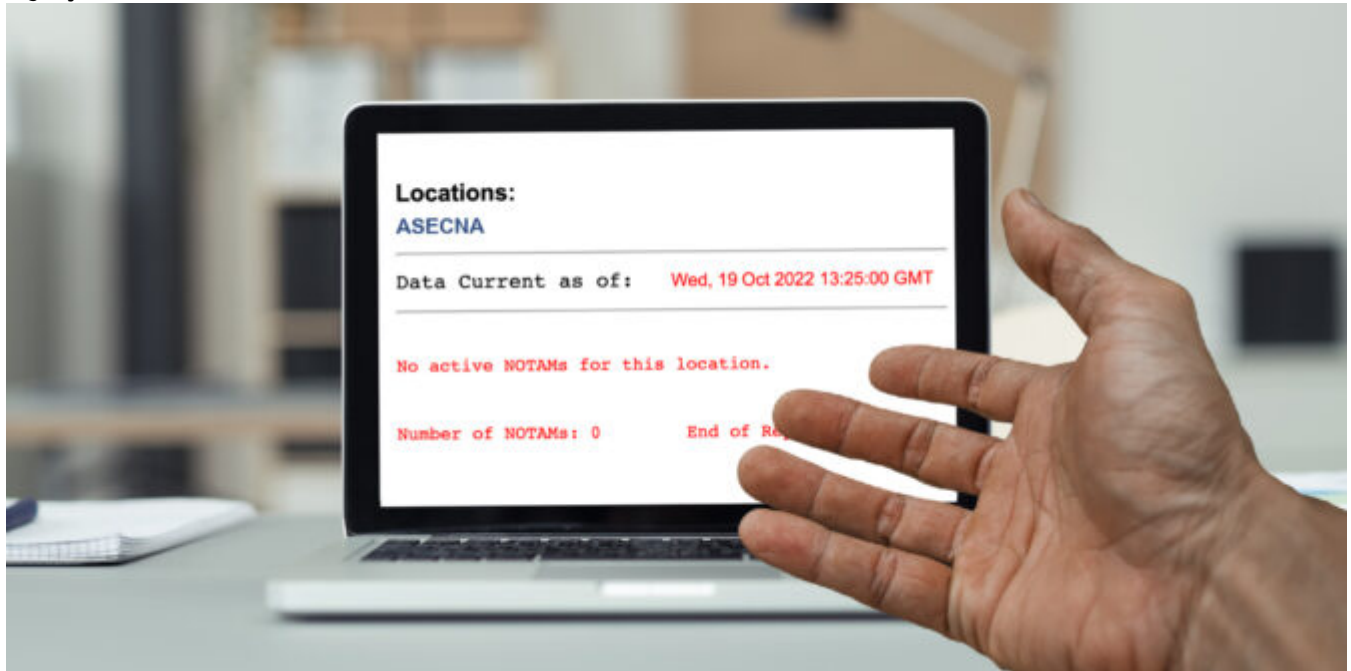 Locations:
ASECNA
Data Current as of: Wed, 19 Oct 2022 13:25:00 GMT
No active NOTAMs for this location.
Number of NOTAMs: 0 End of